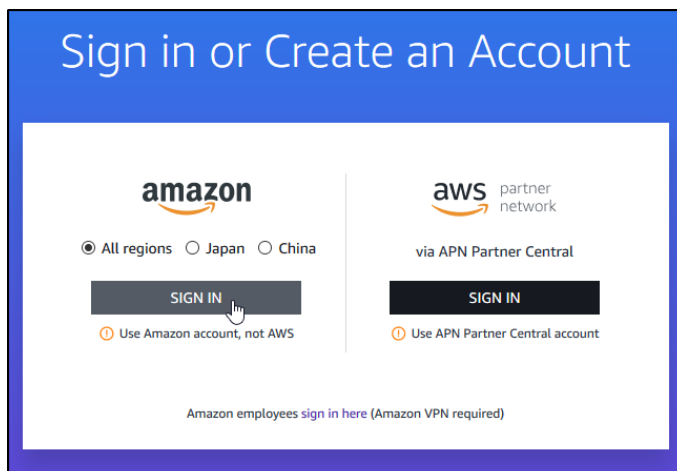 Sign in or Create an Account
amazon
All regions Japan China
SIGN IN
Use Amazon account, not AWS
aws partner
network
via APN Partner Central
SIGN IN
Use APN Partner Central account
Amazon employees sign in here (Amazon VPN required)